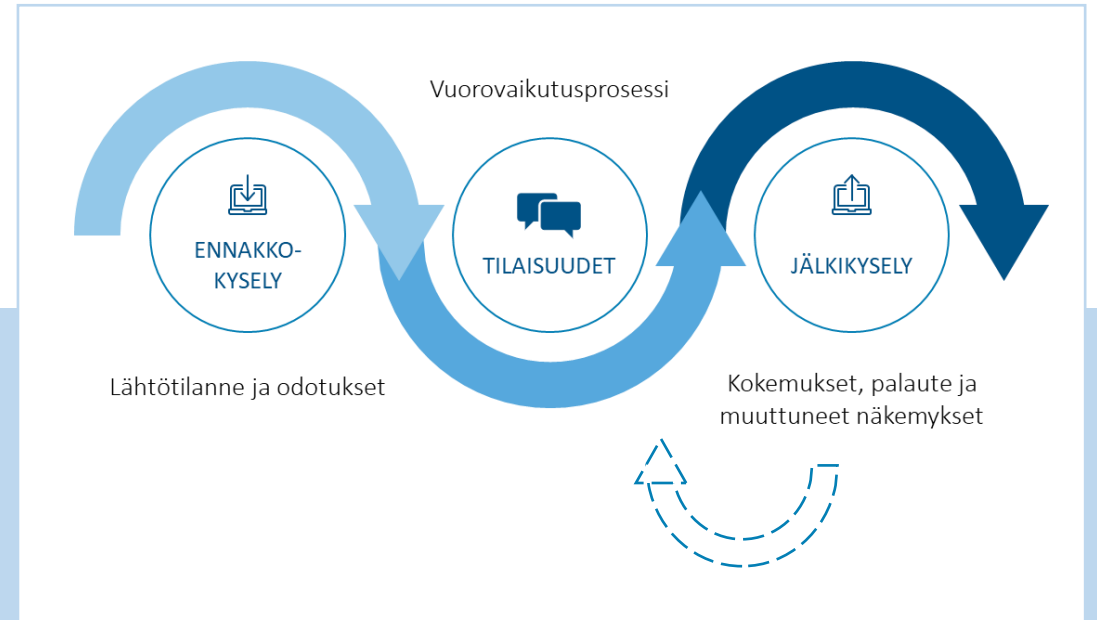 Vuorovaikutusprosessi
ENNAKKO-
KYSELY
TILAISUUDET
JÄLKIKYSELY
Lähtötilanne ja odotukset
Kokemukset, palaute ja
muuttuneet näkemykset